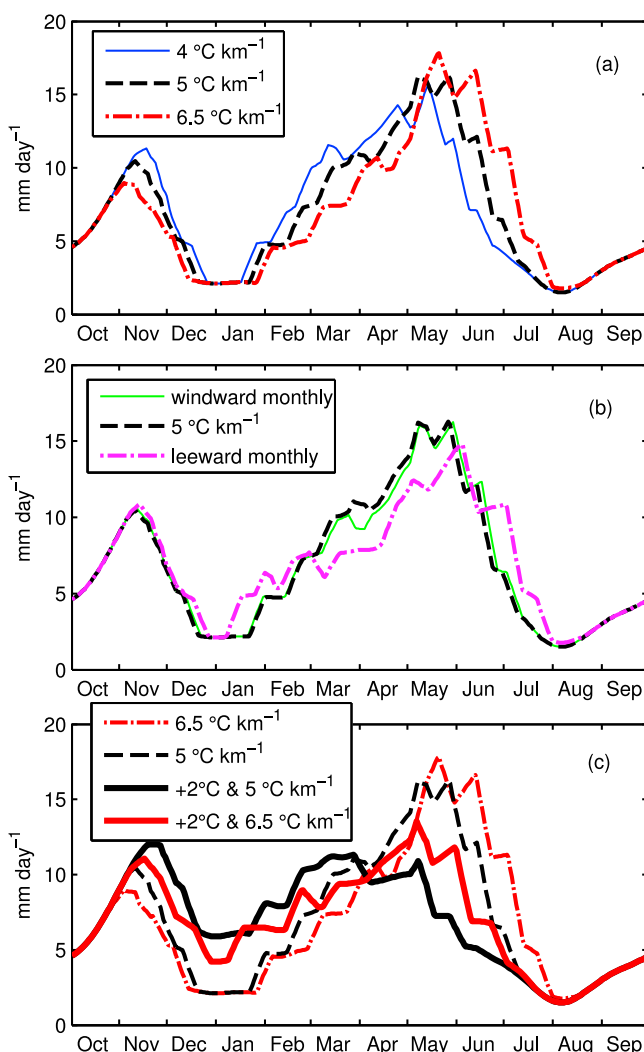 20
15
10
5
0
mm day⁻¹
4 °C km⁻¹
5 °C km⁻¹
6.5 °C km⁻¹
(a)
Oct Nov Dec Jan Feb Mar Apr May Jun Jul Aug Sep
20
15
10
5
0
mm day⁻¹
windward monthly
5 °C km⁻¹
leeward monthly
(b)
Oct Nov Dec Jan Feb Mar Apr May Jun Jul Aug Sep
20
15
10
5
0
mm day⁻¹
6.5 °C km⁻¹
5 °C km⁻¹
+2°C & 5 °C km⁻¹
+2°C & 6.5 °C km⁻¹
(c)
Oct Nov Dec Jan Feb Mar Apr May Jun Jul Aug Sep